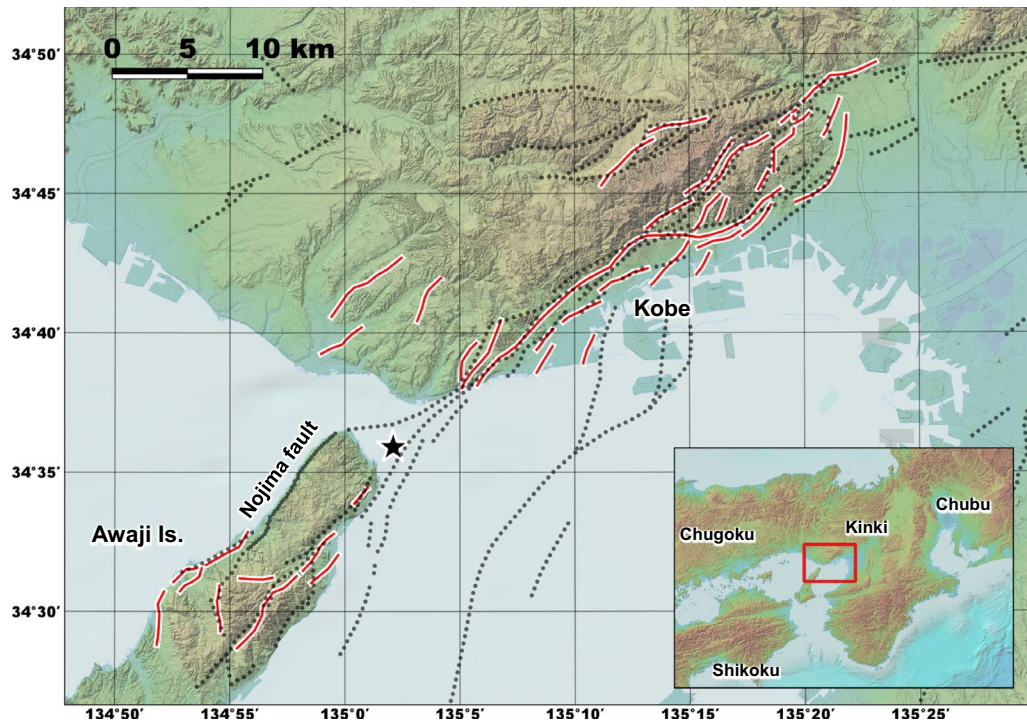 34°50′
0 5 10 km
34°45′
34°40′
Kobe
34°35′
Nojima fault
Awaji Is.
34°30′
Chubu
Kinki
Chugoku
Shikoku
134°50′ 134°55′ 135°0′ 135°5′ 135°10′ 135°15′ 135°20′ 135°25′